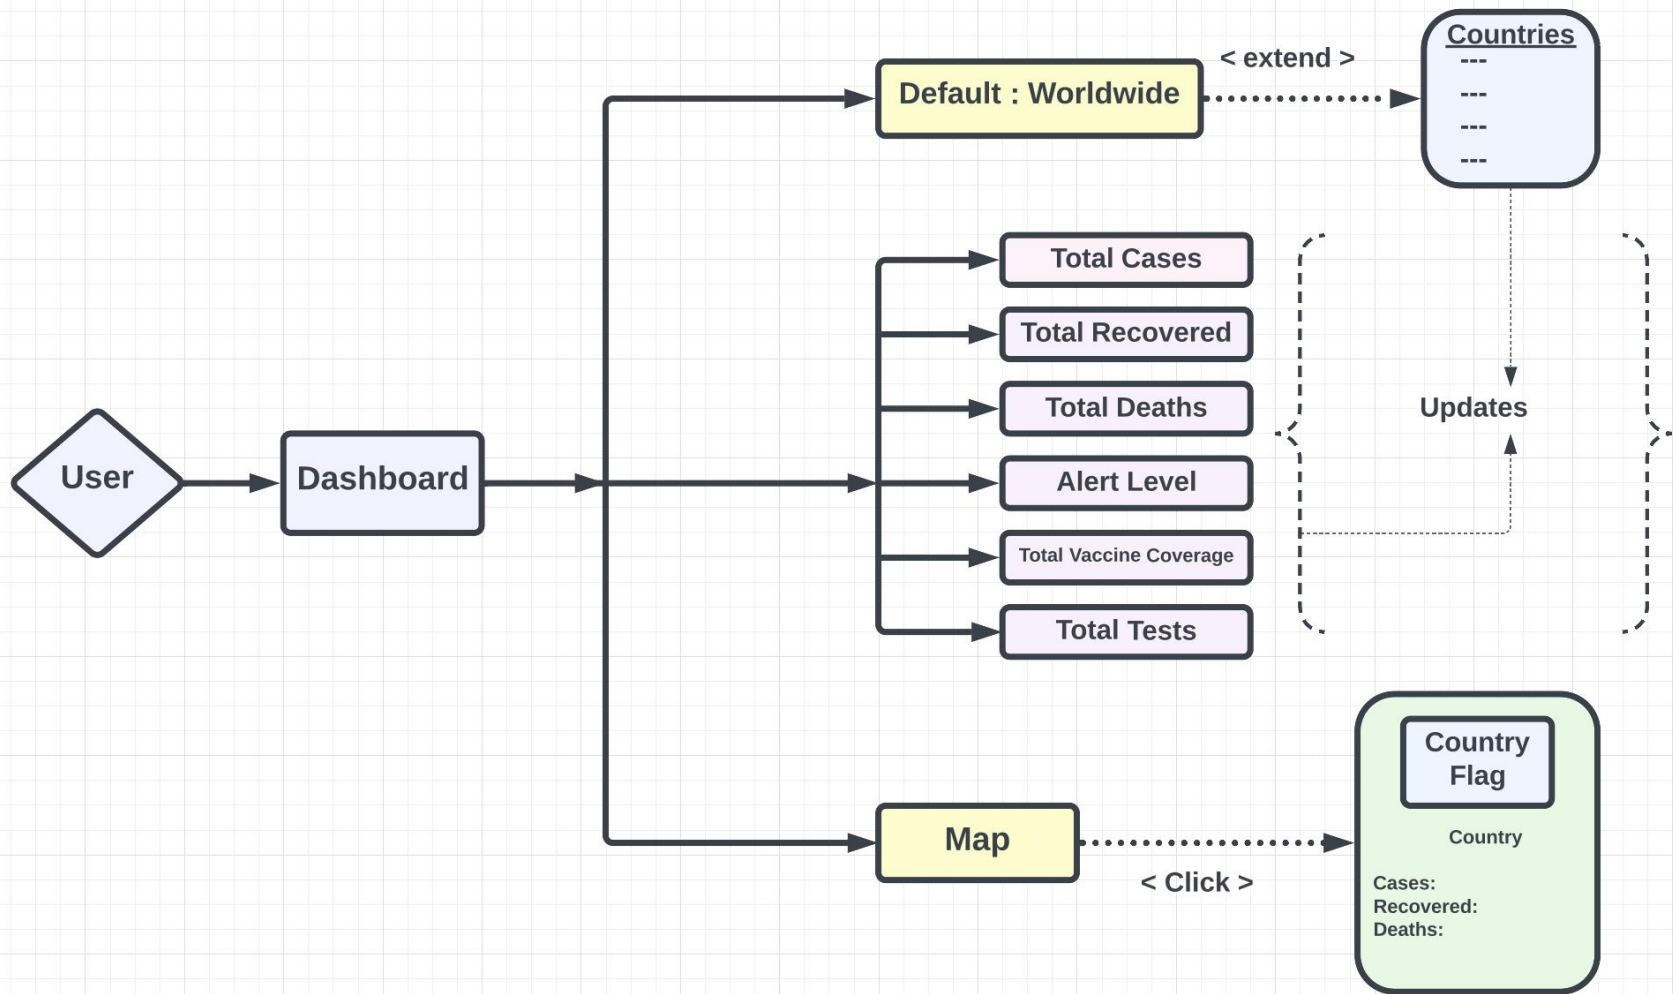 Countries
---
---
---
---
< extend >
Default : Worldwide
Total Cases
Total Recovered
Total Deaths
Updates
User
Dashboard
Alert Level
Total Vaccine Coverage
Total Tests
Country
Flag
Map
Country
< Click >
Cases:
Recovered:
Deaths: